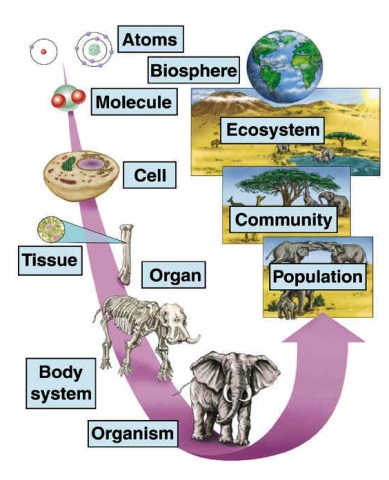 Atoms
Biosphere
Molecule
Ecosystem
Cell
Community
Tissue
Organ
Population
Body
system
Organism